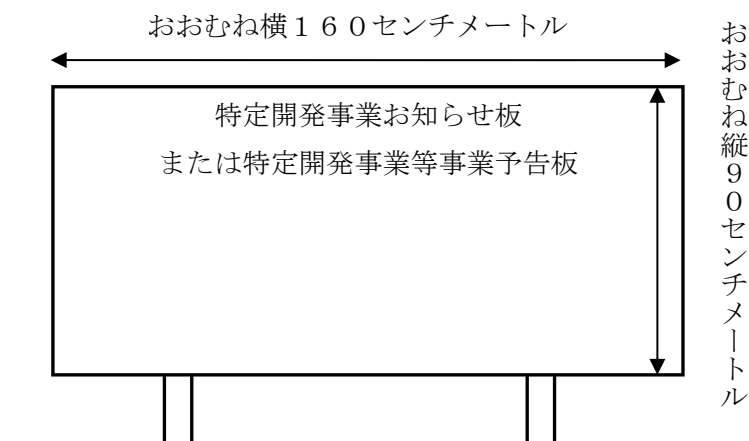 おおむね横１６０センチメートル
特定開発事業お知らせ板
または特定開発事業等事業予告板
おおむね縦９０センチメートル